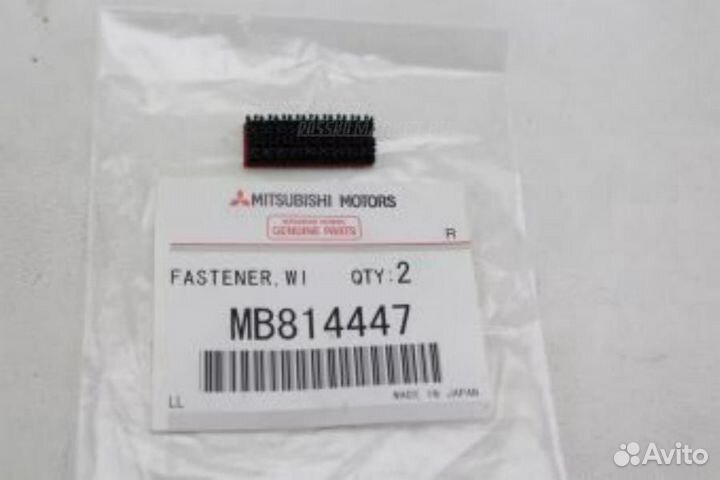 MITSUBISHI MOTORS
GENUINE PARTS
R
FASTENER, WI QTY: 2
MB814447
LL MADE IN JAPAN
Avito